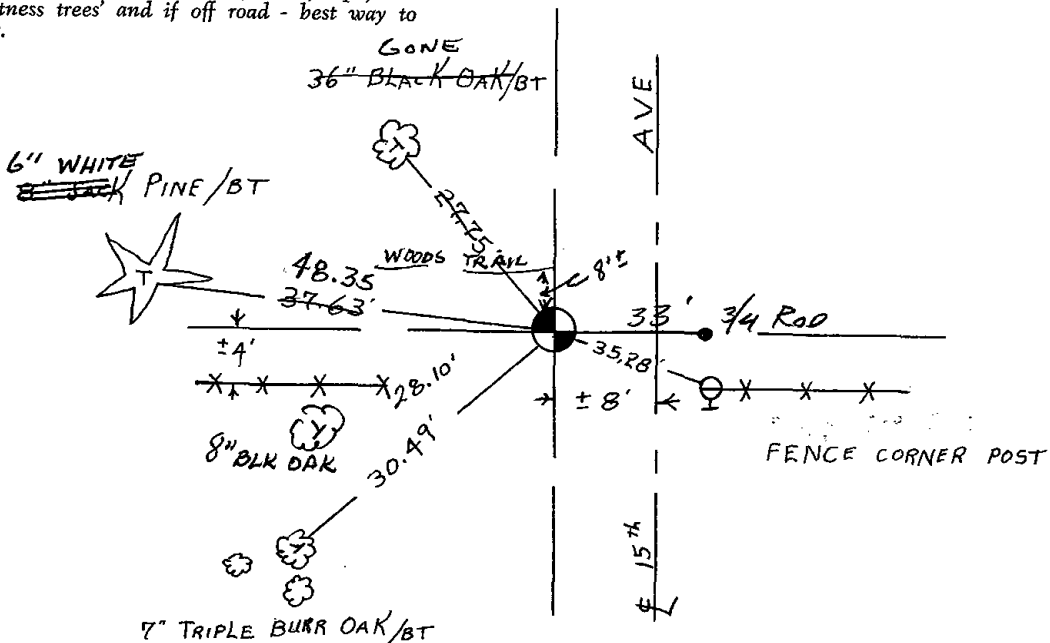 tness trees' and if off road - best way to
GONE
36" BLACK OAK/BT
AVE
6" WHITE
8" JACK PINE/BT
27.75
WOODS TRAIL
8'±
48.35
37.63'
33' 3/4 ROD
±4'
35.28'
28.10'
± 8'
8" BLK OAK
30.49'
FENCE CORNER POST
℄ 15th
7" TRIPLE BURR OAK/BT